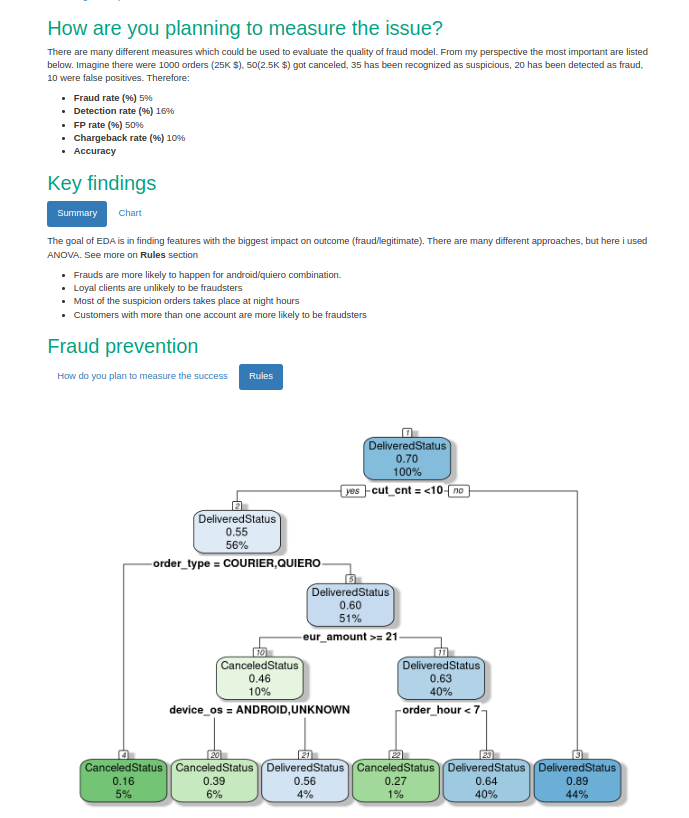 How are you planning to measure the issue?
There are many different measures which could be used to evaluate the quality of fraud model. From my perspective the most important are listed
below. Imagine there were 1000 orders (25K $), 50(2.5K $) got canceled, 35 has been recognized as suspicious, 20 has been detected as fraud,
10 were false positives. Therefore:
• Fraud rate (%) 5%
• Detection rate (%) 16%
• FP rate (%) 50%
• Chargeback rate (%) 10%
• Accuracy
Key findings
Summary Chart
The goal of EDA is in finding features with the biggest impact on outcome (fraud/legitimate). There are many different approaches, but here i used
ANOVA. See more on Rules section
• Frauds are more likely to happen for android/quiero combination.
• Loyal clients are unlikely to be fraudsters
• Most of the suspicion orders takes place at night hours
• Customers with more than one account are more likely to be fraudsters
Fraud prevention
How do you plan to measure the success Rules
1
DeliveredStatus
0.70
100%
yes cut_cnt = <10 no
2
DeliveredStatus
0.55
56%
order_type = COURIER,QUIERO
5
DeliveredStatus
0.60
51%
eur_amount >= 21
10 11
CanceledStatus DeliveredStatus
0.46 0.63
10% 40%
device_os = ANDROID,UNKNOWN order_hour < 7
4 20 21 22 23 3
CanceledStatus CanceledStatus DeliveredStatus CanceledStatus DeliveredStatus DeliveredStatus
0.16 0.39 0.56 0.27 0.64 0.89
5% 6% 4% 1% 40% 44%